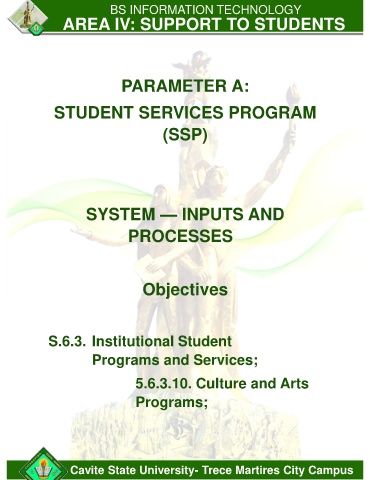 BS INFORMATION TECHNOLOGY
AREA IV: SUPPORT TO STUDENTS
PARAMETER A:
STUDENT SERVICES PROGRAM
(SSP)
SYSTEM — INPUTS AND
PROCESSES
Objectives
S.6.3. Institutional Student
Programs and Services;
5.6.3.10. Culture and Arts
Programs;
Cavite State University- Trece Martires City Campus